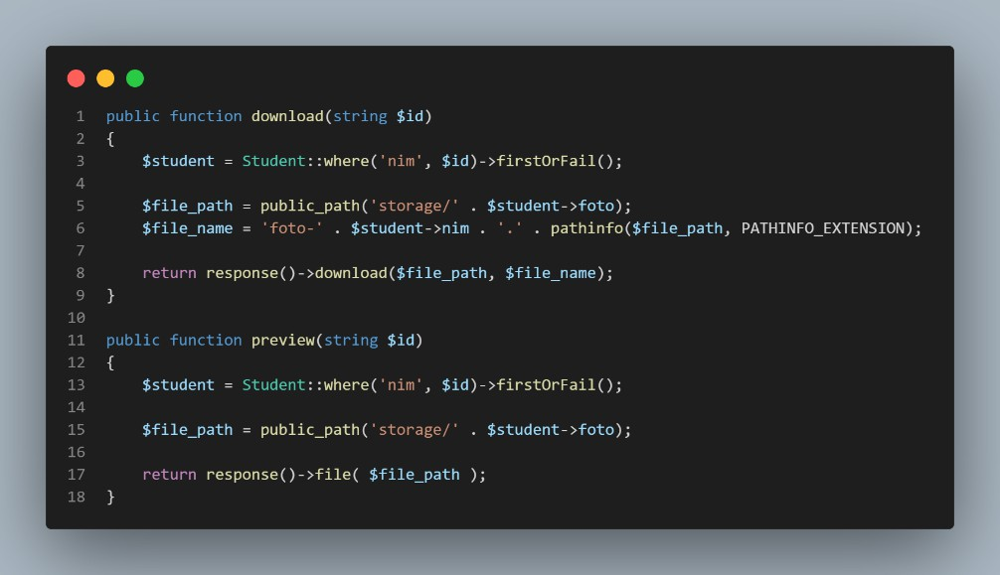 1 public function download(string $id)
2 {
3     $student = Student::where('nim', $id)->firstOrFail();
4
5     $file_path = public_path('storage/' . $student->foto);
6     $file_name = 'foto-' . $student->nim . '.' . pathinfo($file_path, PATHINFO_EXTENSION);
7
8     return response()->download($file_path, $file_name);
9 }
10
11 public function preview(string $id)
12 {
13     $student = Student::where('nim', $id)->firstOrFail();
14
15     $file_path = public_path('storage/' . $student->foto);
16
17     return response()->file( $file_path );
18 }